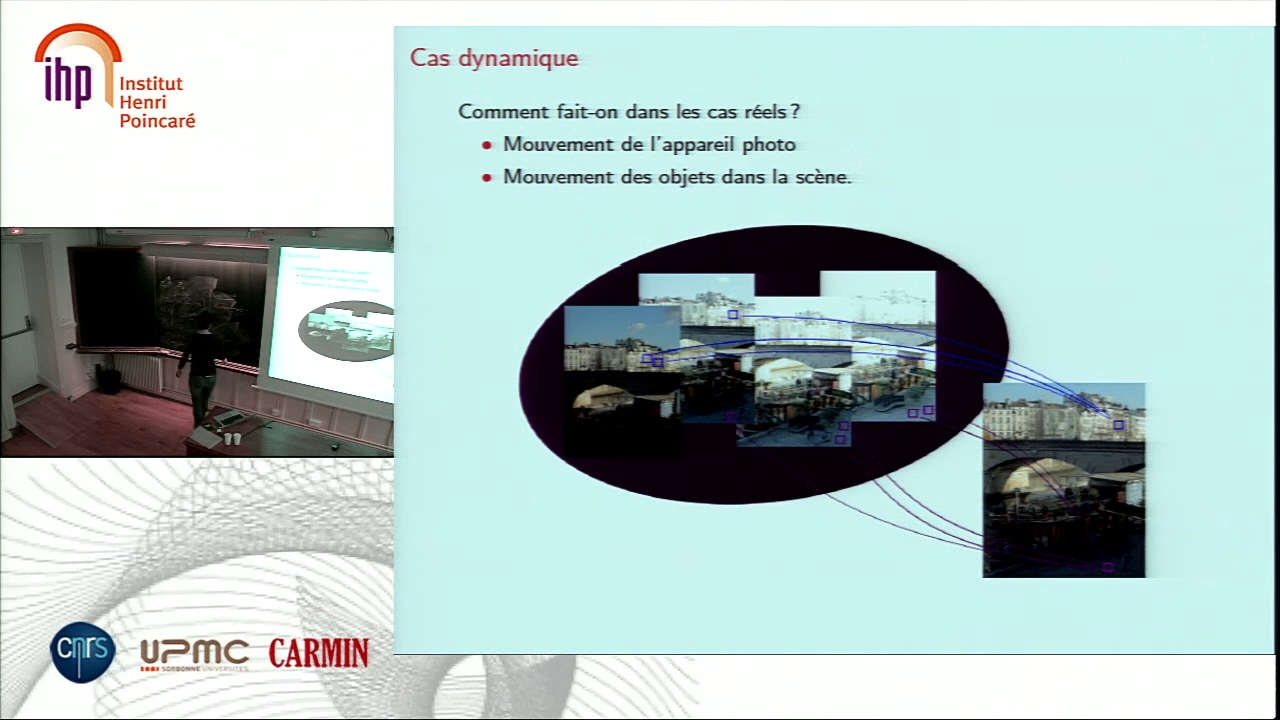 ihp
Institut
Henri
Poincaré
Cas dynamique
Comment fait-on dans les cas réels ?
• Mouvement de l'appareil photo
• Mouvement des objets dans la scène.
cnrs
UPMC
SORBONNE UNIVERSITÉS
CARMIN